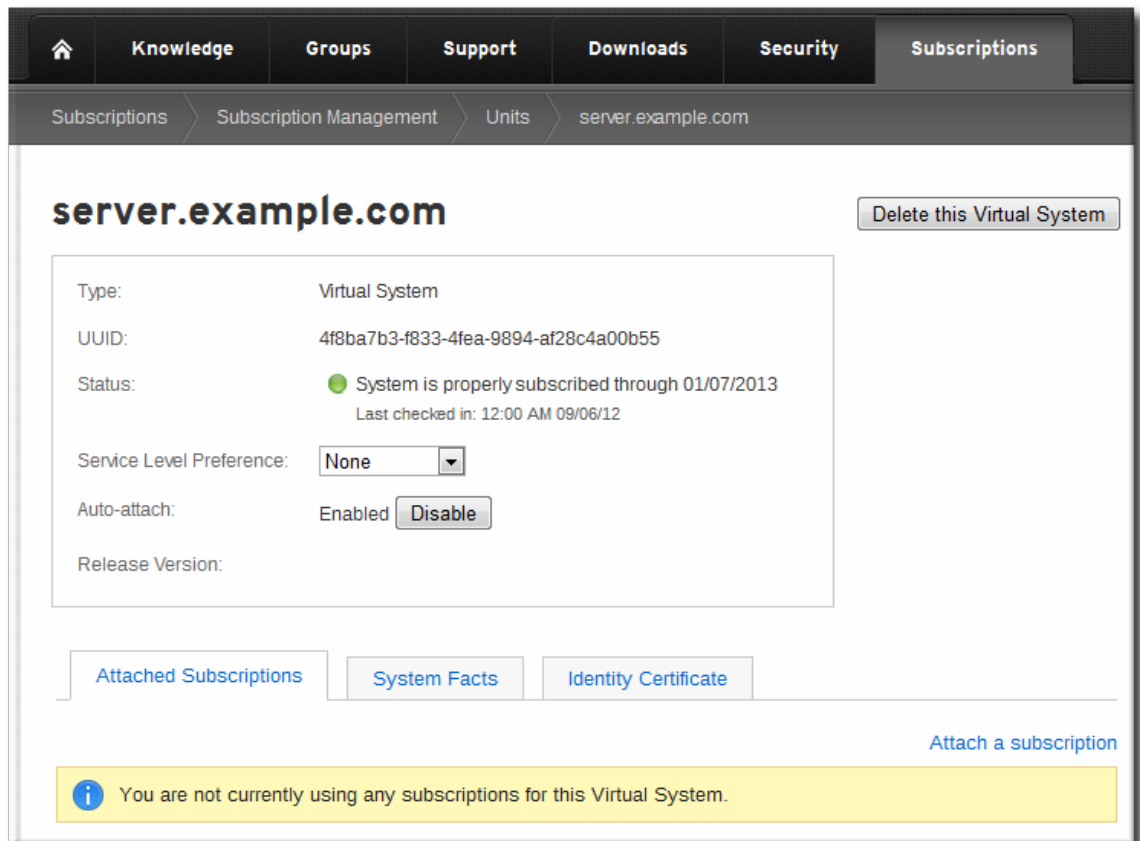 Knowledge Groups Support Downloads Security Subscriptions
Subscriptions Subscription Management Units server.example.com
server.example.com
Delete this Virtual System
Type: Virtual System
UUID: 4f8ba7b3-f833-4fea-9894-af28c4a00b55
Status: System is properly subscribed through 01/07/2013
Last checked in: 12:00 AM 09/06/12
Service Level Preference: None
Auto-attach: Enabled Disable
Release Version:
Attached Subscriptions System Facts Identity Certificate
Attach a subscription
You are not currently using any subscriptions for this Virtual System.